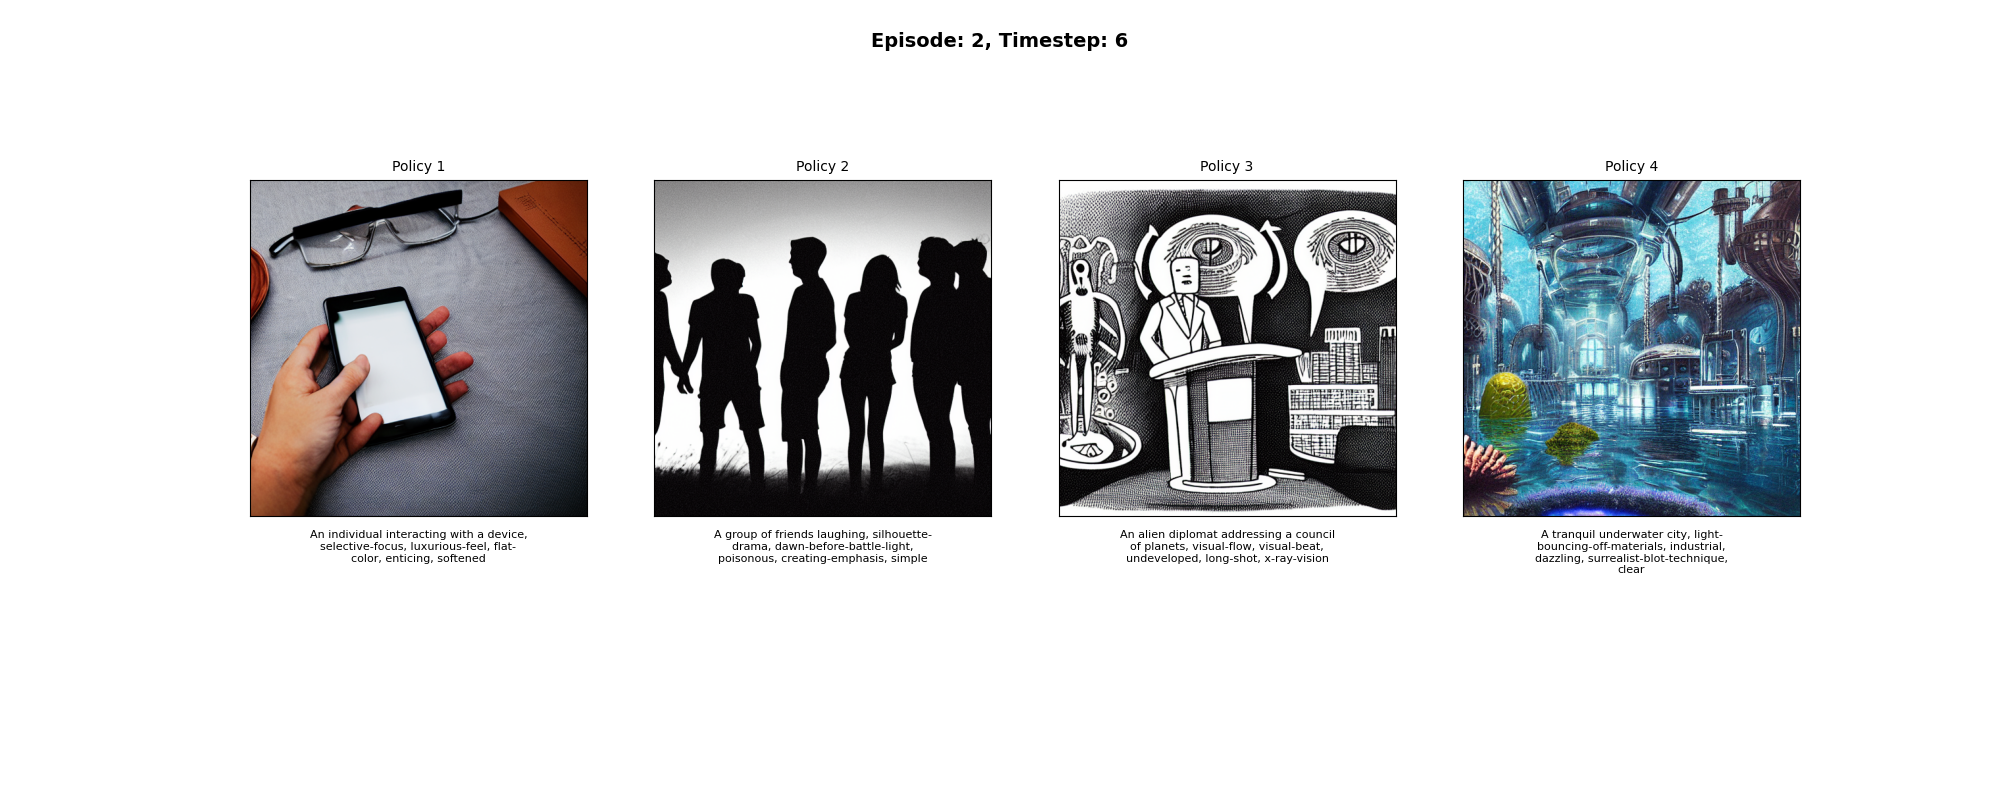 Episode: 2, Timestep: 6
Policy 1
An individual interacting with a device,
selective-focus, luxurious-feel, flat-
color, enticing, softened
Policy 2
A group of friends laughing, silhouette-
drama, dawn-before-battle-light,
poisonous, creating-emphasis, simple
Policy 3
An alien diplomat addressing a council
of planets, visual-flow, visual-beat,
undeveloped, long-shot, x-ray-vision
Policy 4
A tranquil underwater city, light-
bouncing-off-materials, industrial,
dazzling, surrealist-blot-technique,
clear